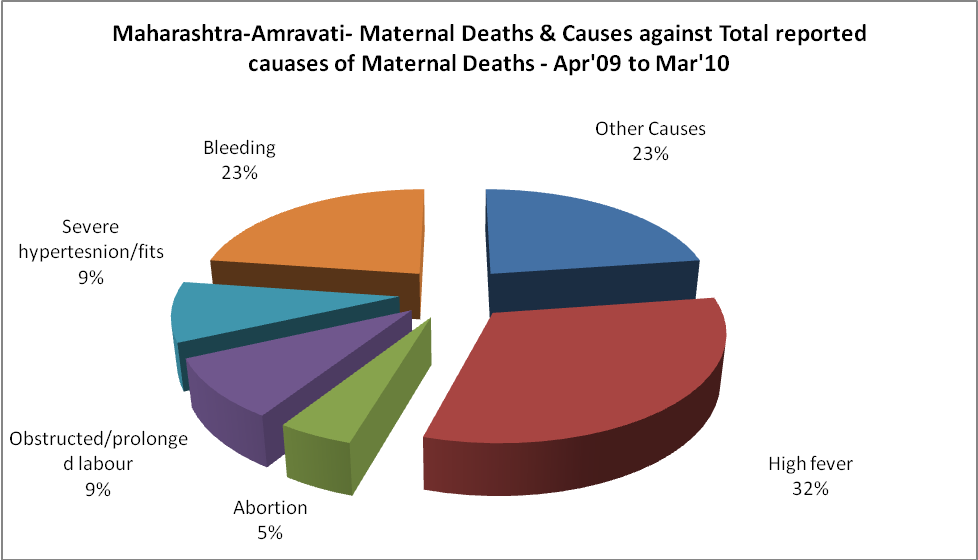 Maharashtra-Amravati- Maternal Deaths & Causes against Total reported
cauases of Maternal Deaths - Apr'09 to Mar'10
Other Causes
23%
Bleeding
23%
Severe
hypertesnion/fits
9%
Obstructed/prolonge
d labour
9%
Abortion
5%
High fever
32%